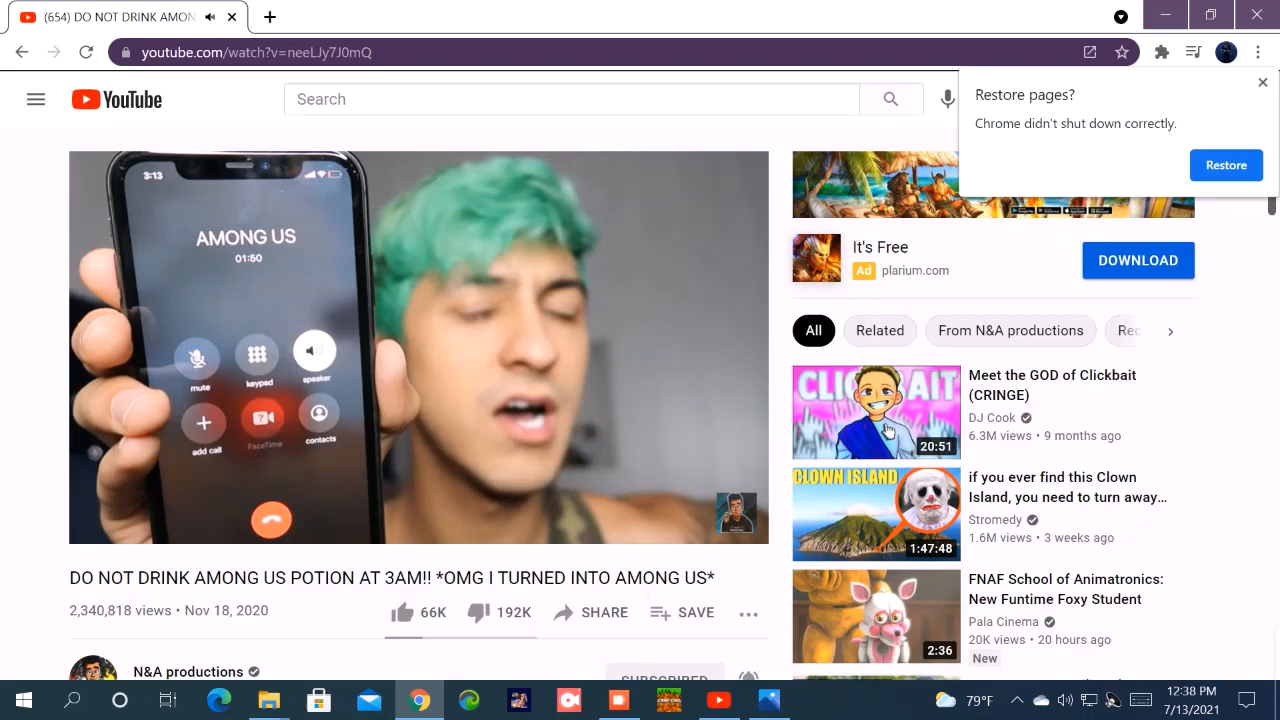 (654) DO NOT DRINK AMON
youtube.com/watch?v=neeLJy7J0mQ
YouTube
Search
Restore pages?
Chrome didn't shut down correctly.
Restore
3:13
AMONG US
01:50
mute
keypad
speaker
add call
FaceTime
contacts
It's Free
Ad plarium.com
DOWNLOAD
All
Related
From N&A productions
Rec
CLICKBAIT
20:51
Meet the GOD of Clickbait
(CRINGE)
DJ Cook
6.3M views • 9 months ago
CLOWN ISLAND
1:47:48
if you ever find this Clown
Island, you need to turn away…
Stromedy
1.6M views • 3 weeks ago
2:36
FNAF School of Animatronics:
New Funtime Foxy Student
Pala Cinema
20K views • 20 hours ago
New
DO NOT DRINK AMONG US POTION AT 3AM!! *OMG I TURNED INTO AMONG US*
2,340,818 views • Nov 18, 2020
66K
192K
SHARE
SAVE
N&A productions
SUBSCRIBED
79°F
12:38 PM
7/13/2021